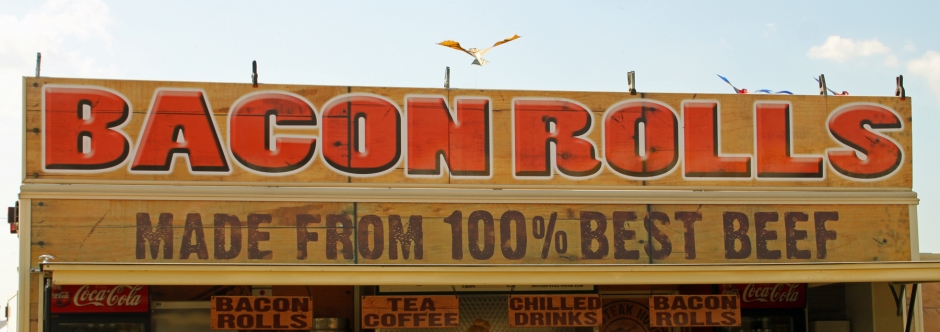 BACON ROLLS
MADE FROM 100% BEST BEEF
Coca-Cola
BACON
ROLLS
TEA
COFFEE
CHILLED
DRINKS
BACON
ROLLS
Coca-Cola